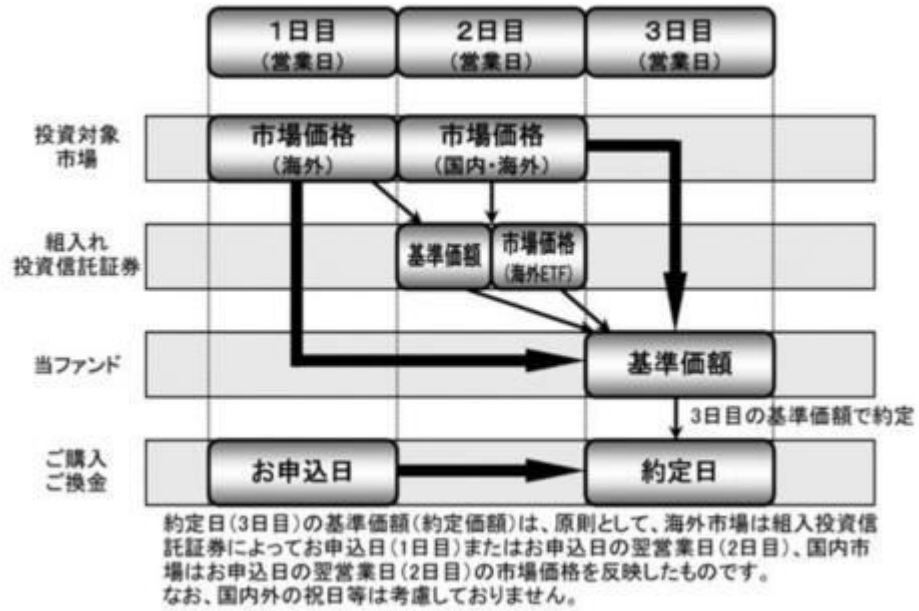 1日目
(営業日)
2日目
(営業日)
3日目
(営業日)
投資対象
市場
市場価格
(海外)
市場価格
(国内・海外)
組入れ
投資信託証券
基準価額
市場価格
(海外ETF)
当ファンド
基準価額
3日目の基準価額で約定
ご購入
ご換金
お申込日
約定日
約定日(3日目)の基準価額(約定価額)は、原則として、海外市場は組入投資信
託証券によってお申込日(1日目)またはお申込日の翌営業日(2日目)、国内市
場はお申込日の翌営業日(2日目)の市場価格を反映したものです。
なお、国内外の祝日等は考慮しておりません。